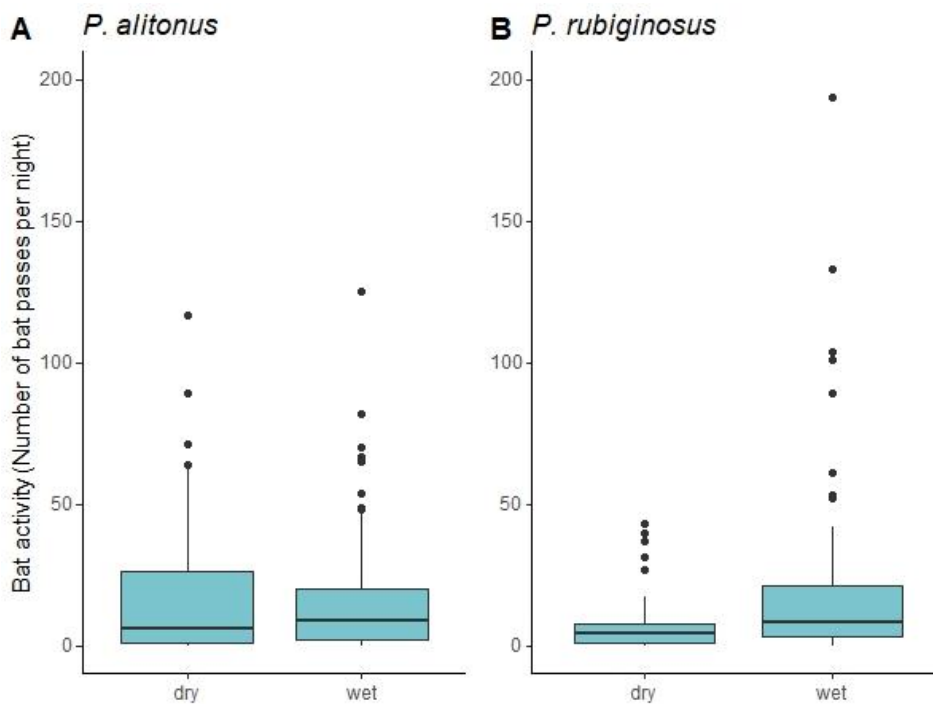 A P. alitonus
B P. rubiginosus
Bat activity (Number of bat passes per night)
200
150
100
50
0
dry
wet
200
150
100
50
0
dry
wet